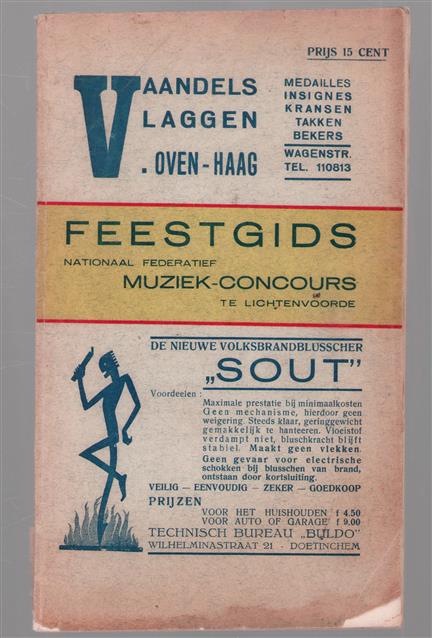 PRIJS 15 CENT
VAANDELS
VLAGGEN
V. OVEN-HAAG
MEDAILLES
INSIGNES
KRANSEN
TAKKEN
BEKERS
WAGENSTR.
TEL. 110813
FEESTGIDS
NATIONAAL FEDERATIEF
MUZIEK-CONCOURS
TE LICHTENVOORDE
DE NIEUWE VOLKSBRANDBLUSSCHER
„SOUT"
Voordeelen :
Maximale prestatie bij minimaalkosten
Geen mechanisme, hierdoor geen
weigering. Steeds klaar, geringgewicht
gemakkelijk te hanteeren. Vloeistof
verdampt niet, bluschkracht blijft
stabiel. Maakt geen vlekken.
Geen gevaar voor electrische
schokken bij blusschen van brand,
ontstaan door kortsluiting.
VEILIG — EENVOUDIG — ZEKER — GOEDKOOP
PRIJZEN
VOOR HET HUISHOUDEN f 4.50
VOOR AUTO OF GARAGE f 9.00
TECHNISCH BUREAU „BIJLDO"
WILHELMINASTRAAT 21 - DOETINCHEM